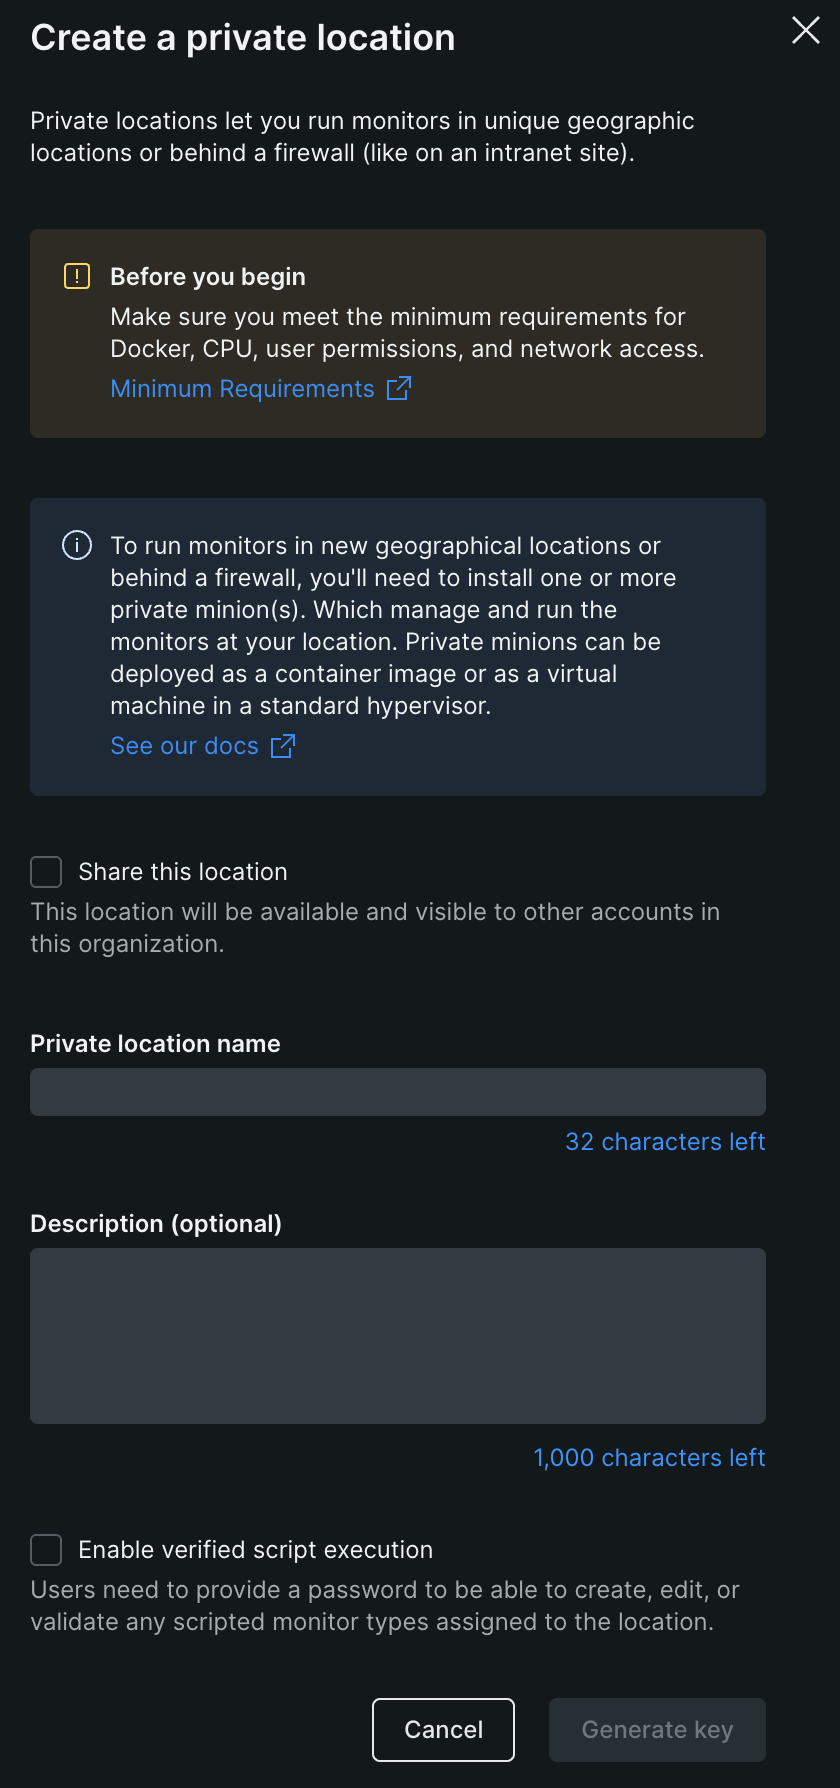 Create a private location
Private locations let you run monitors in unique geographic
locations or behind a firewall (like on an intranet site).
Before you begin
Make sure you meet the minimum requirements for
Docker, CPU, user permissions, and network access.
Minimum Requirements
To run monitors in new geographical locations or
behind a firewall, you'll need to install one or more
private minion(s). Which manage and run the
monitors at your location. Private minions can be
deployed as a container image or as a virtual
machine in a standard hypervisor.
See our docs
Share this location
This location will be available and visible to other accounts in
this organization.
Private location name
32 characters left
Description (optional)
1,000 characters left
Enable verified script execution
Users need to provide a password to be able to create, edit, or
validate any scripted monitor types assigned to the location.
Cancel
Generate key